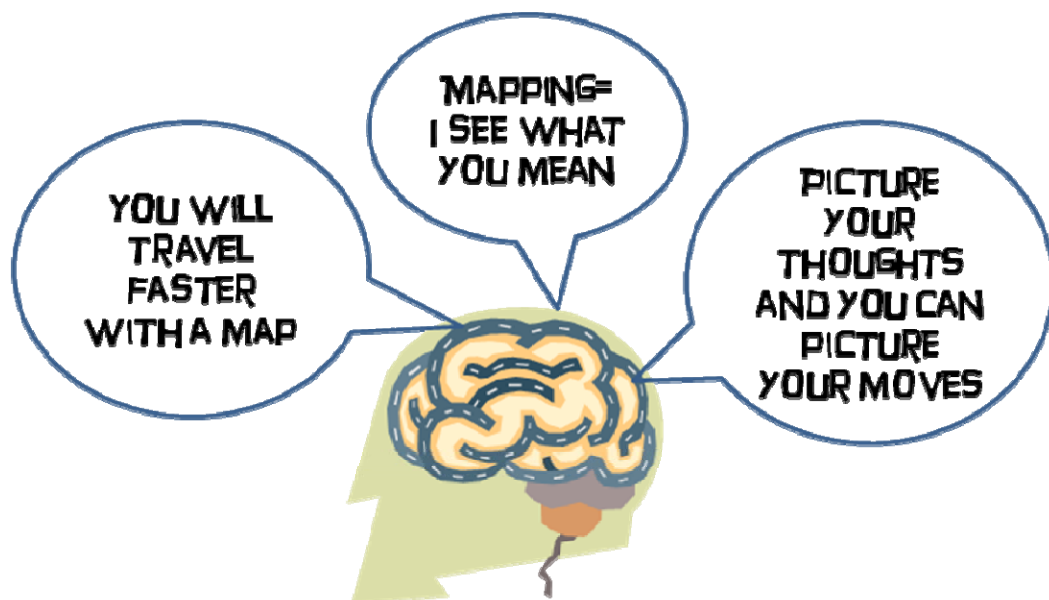 YOU WILL
TRAVEL
FASTER
WITH A MAP
MAPPING=
I SEE WHAT
YOU MEAN
PICTURE
YOUR
THOUGHTS
AND YOU CAN
PICTURE
YOUR MOVES